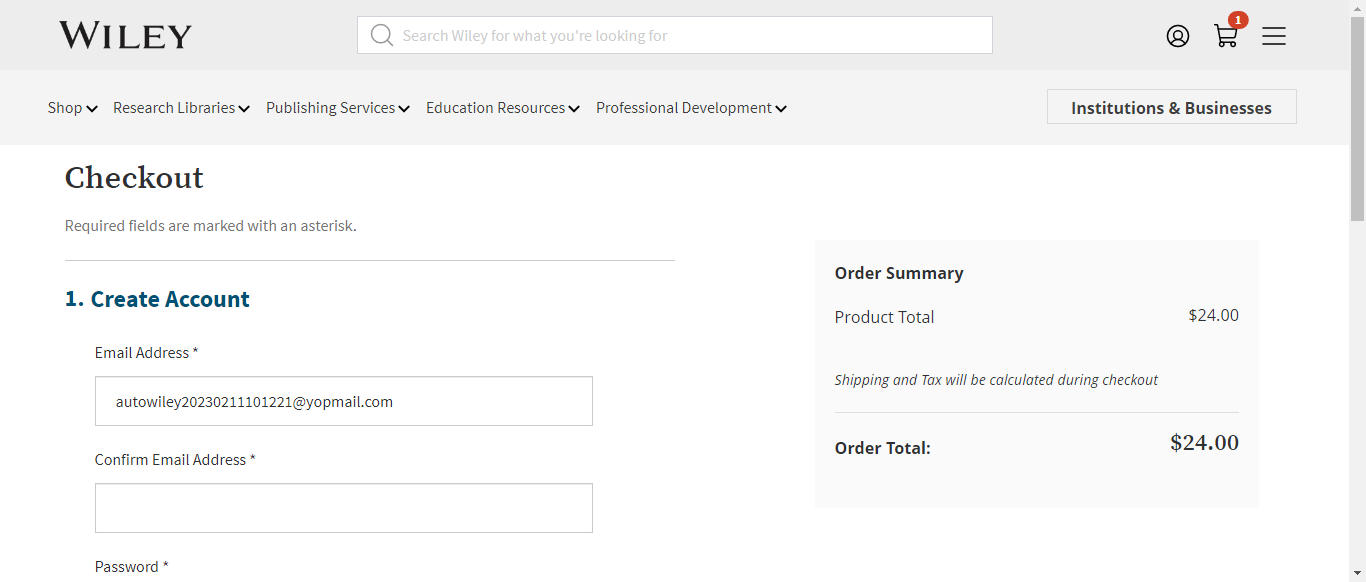 WILEY
Search Wiley for what you're looking for
1
Shop Research Libraries Publishing Services Education Resources Professional Development
Institutions & Businesses
Checkout
Required fields are marked with an asterisk.
1. Create Account
Email Address *
autowiley20230211101221@yopmail.com
Confirm Email Address *
Password *
Order Summary
Product Total $24.00
Shipping and Tax will be calculated during checkout
Order Total: $24.00